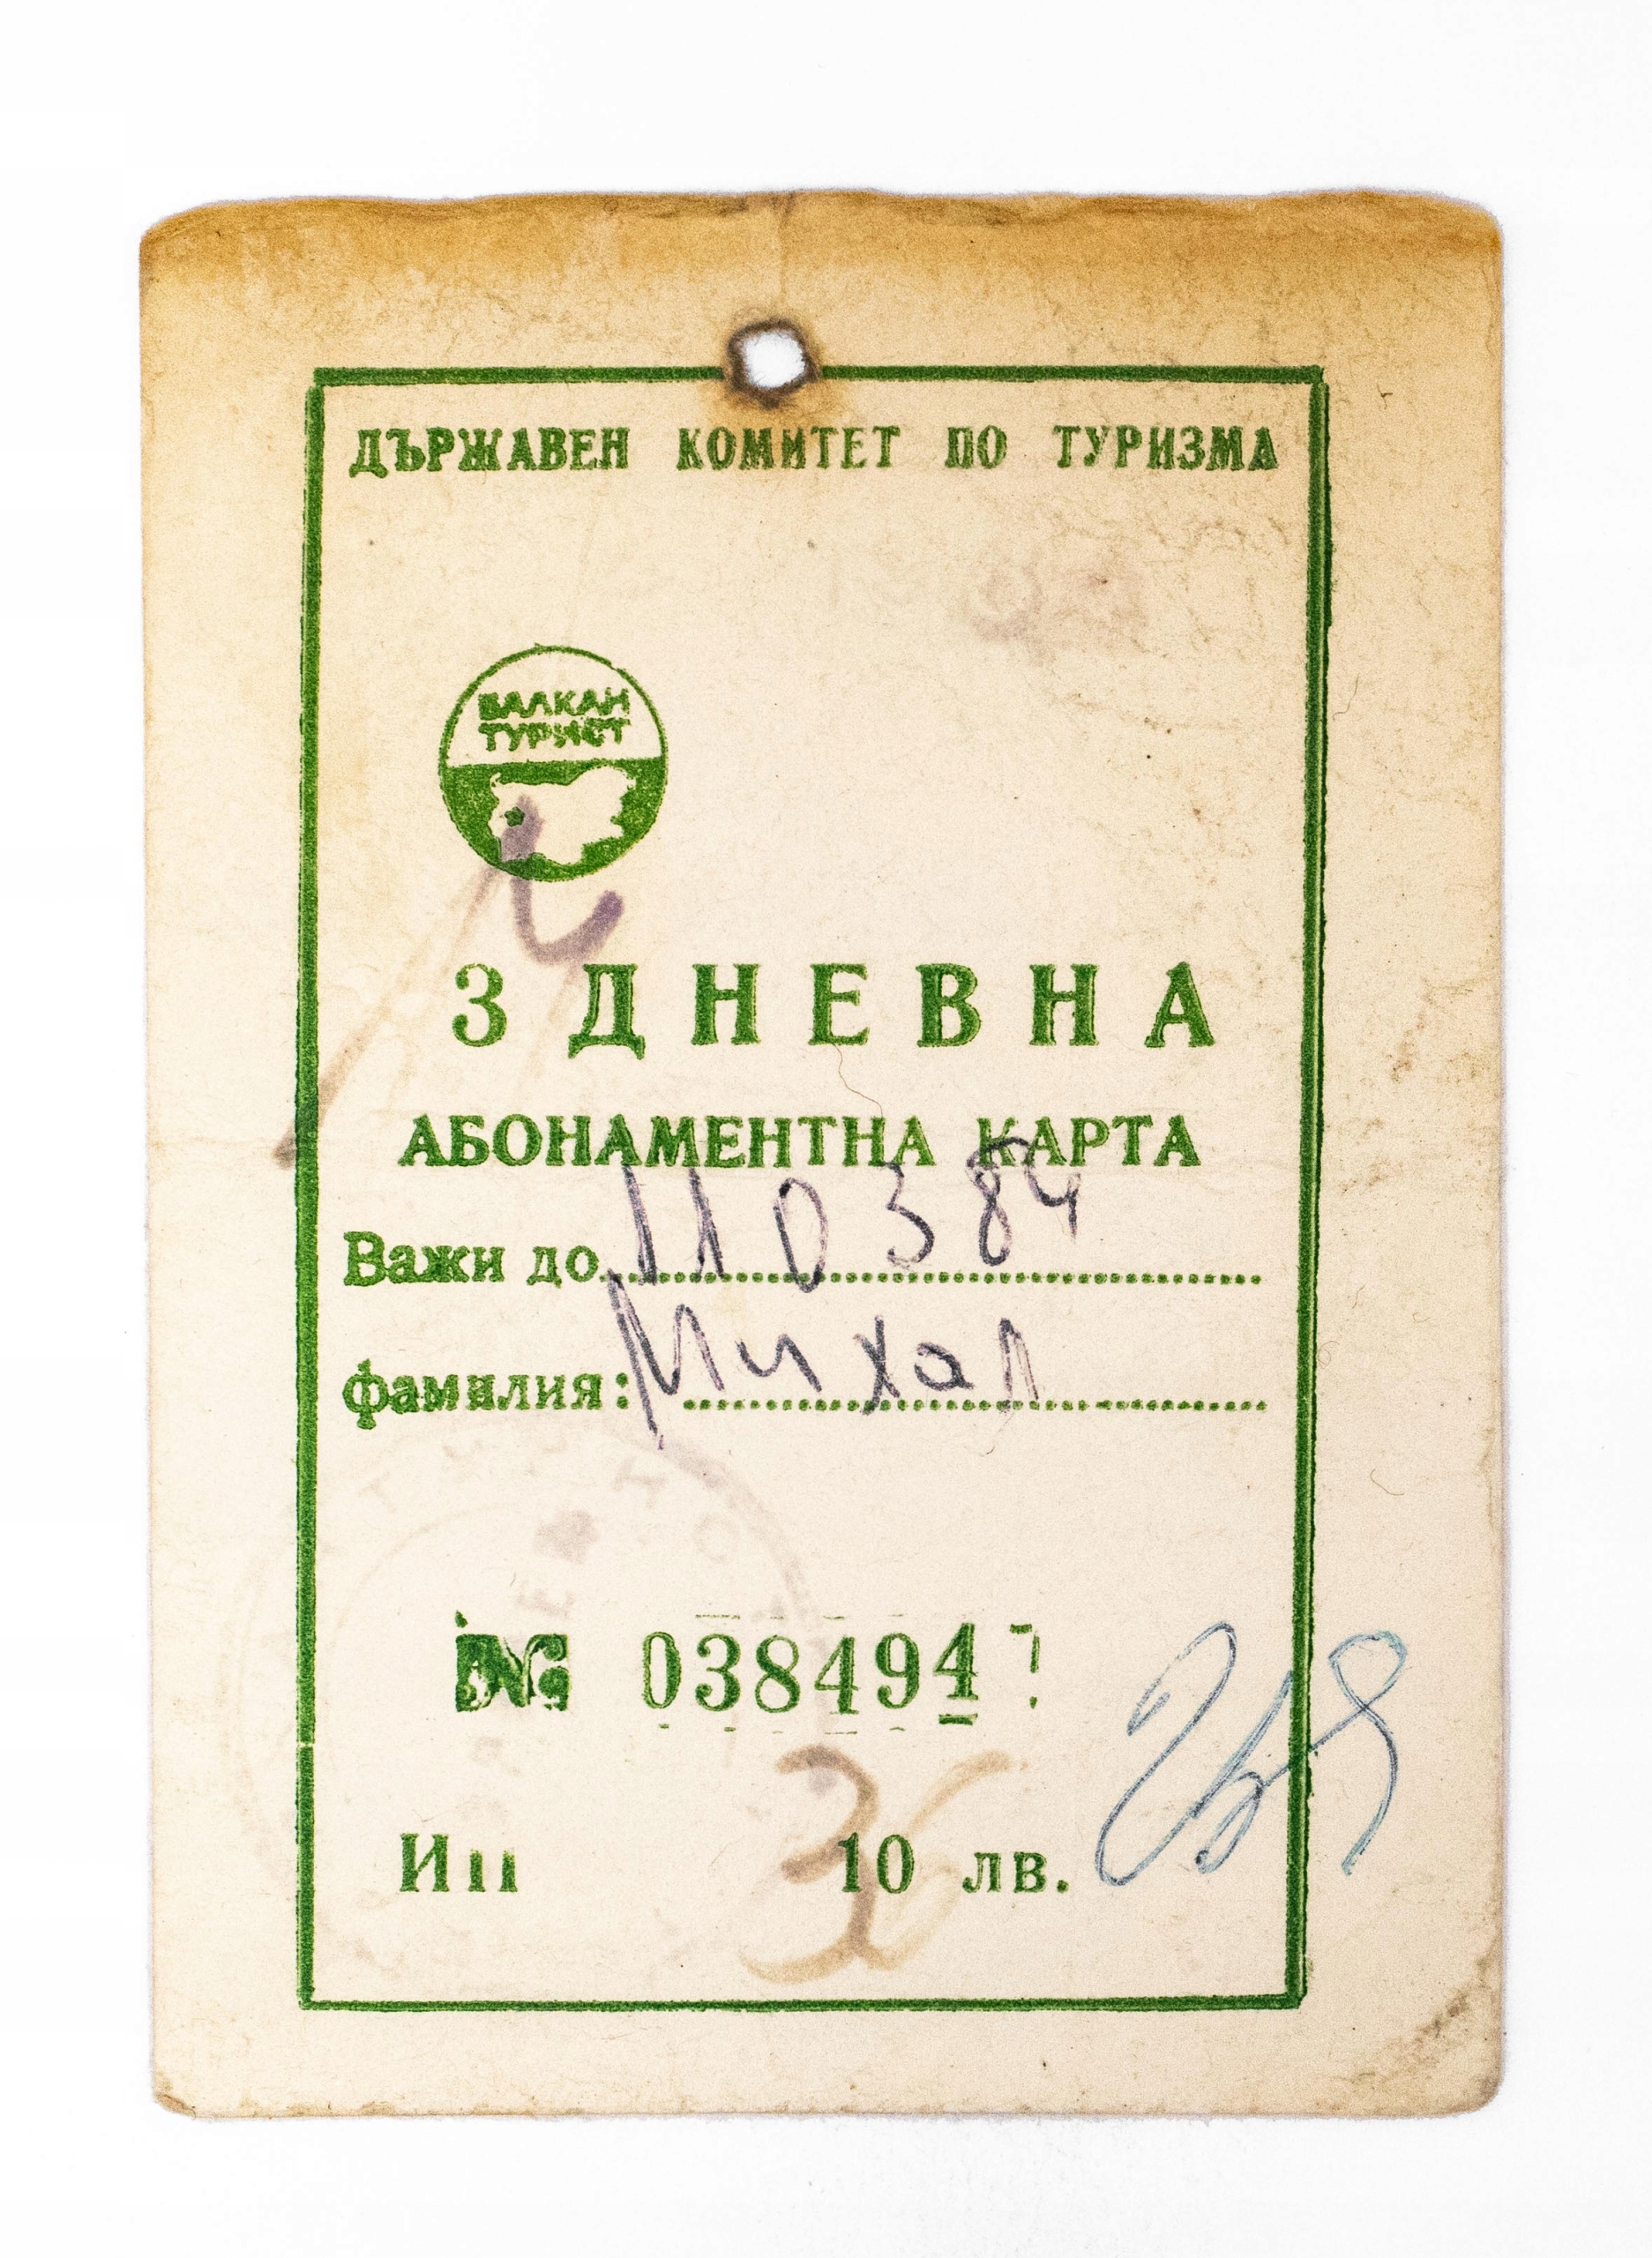 ДЪРЖАВЕН КОМИТЕТ ПО ТУРИЗМА
БАЛКАН
ТУРИСТ
3 ДНЕВНА
АБОНАМЕНТНА КАРТА
Важи до 11 03 84
фамилия: Михал
№ 038494
10 лв.